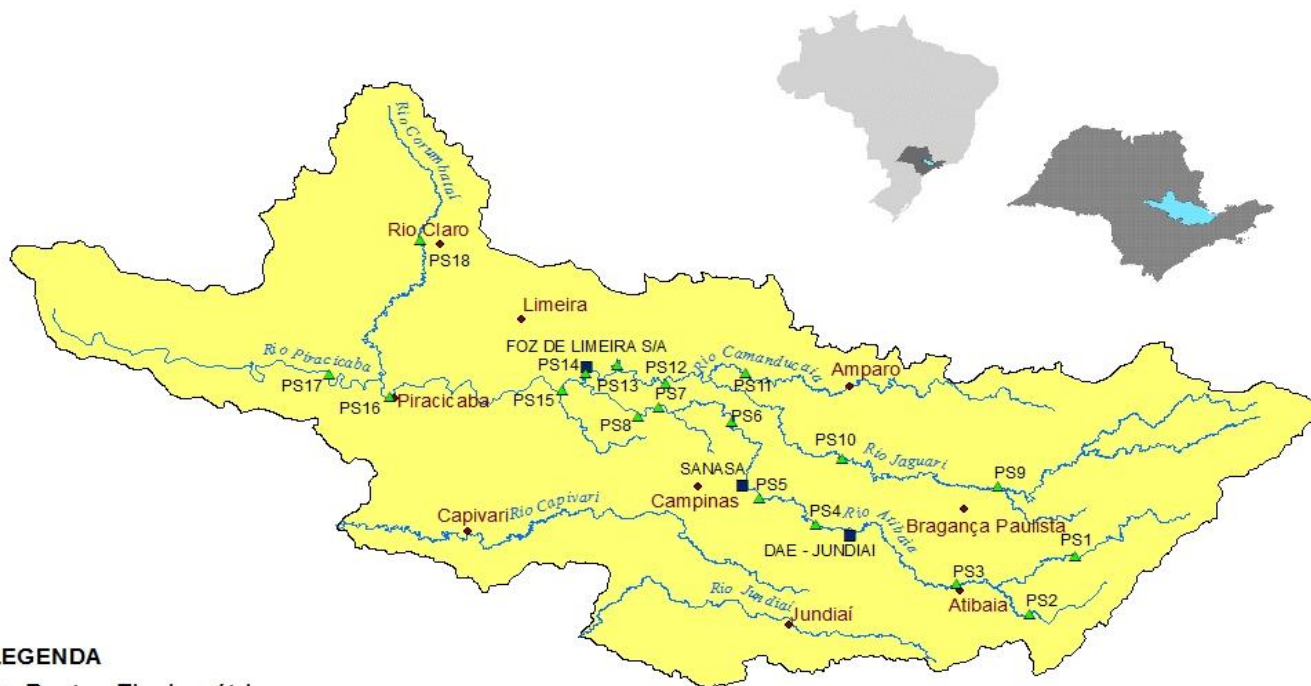 Rio Corumbataí
Rio Claro
PS18
Limeira
FOZ DE LIMEIRA S/A
Rio Piracicaba
PS17
PS16
Piracicaba
PS14
PS13
PS15
PS12
PS7
PS8
Rio Camanducaia
PS11
Amparo
PS6
PS10
Rio Jaguari
PS9
SANASA
Campinas
PS5
PS4
Rio Atibaia
DAE - JUNDIAI
Bragança Paulista
PS1
PS3
Atibaia
PS2
Capivari
Rio Capivari
Rio Jundiaí
Jundiaí
LEGENDA